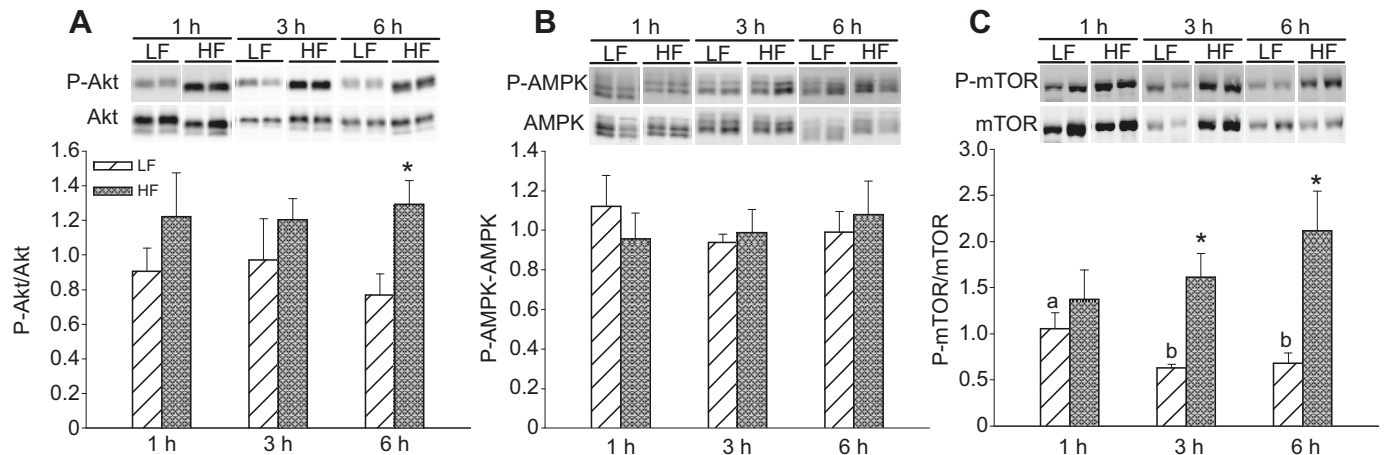 A
1 h 3 h 6 h
LF HF LF HF LF HF
P-Akt
Akt
P-Akt/Akt
1.6
1.4
1.2
1.0
0.8
0.6
0.4
0.2
0
LF
HF
*
1 h 3 h 6 h
B
1 h 3 h 6 h
LF HF LF HF LF HF
P-AMPK
AMPK
P-AMPK-AMPK
1.4
1.2
1.0
0.8
0.6
0.4
0.2
0
1 h 3 h 6 h
C
1 h 3 h 6 h
LF HF LF HF LF HF
P-mTOR
mTOR
P-mTOR/mTOR
3.0
2.5
2.0
1.5
1.0
0.5
0
a
b
*
b
*
1 h 3 h 6 h